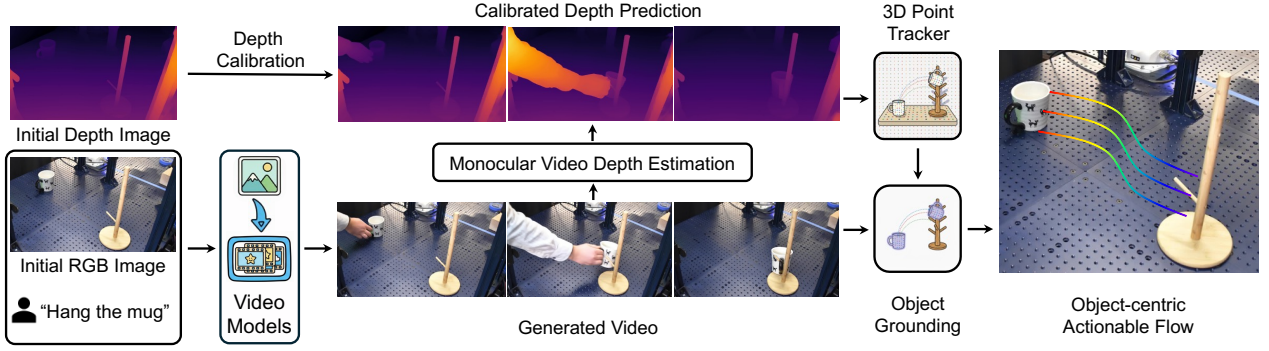 Calibrated Depth Prediction
3D Point
Tracker
Depth
Calibration
Initial Depth Image
Monocular Video Depth Estimation
Initial RGB Image
"Hang the mug"
Video
Models
Generated Video
Object
Grounding
Object-centric
Actionable Flow